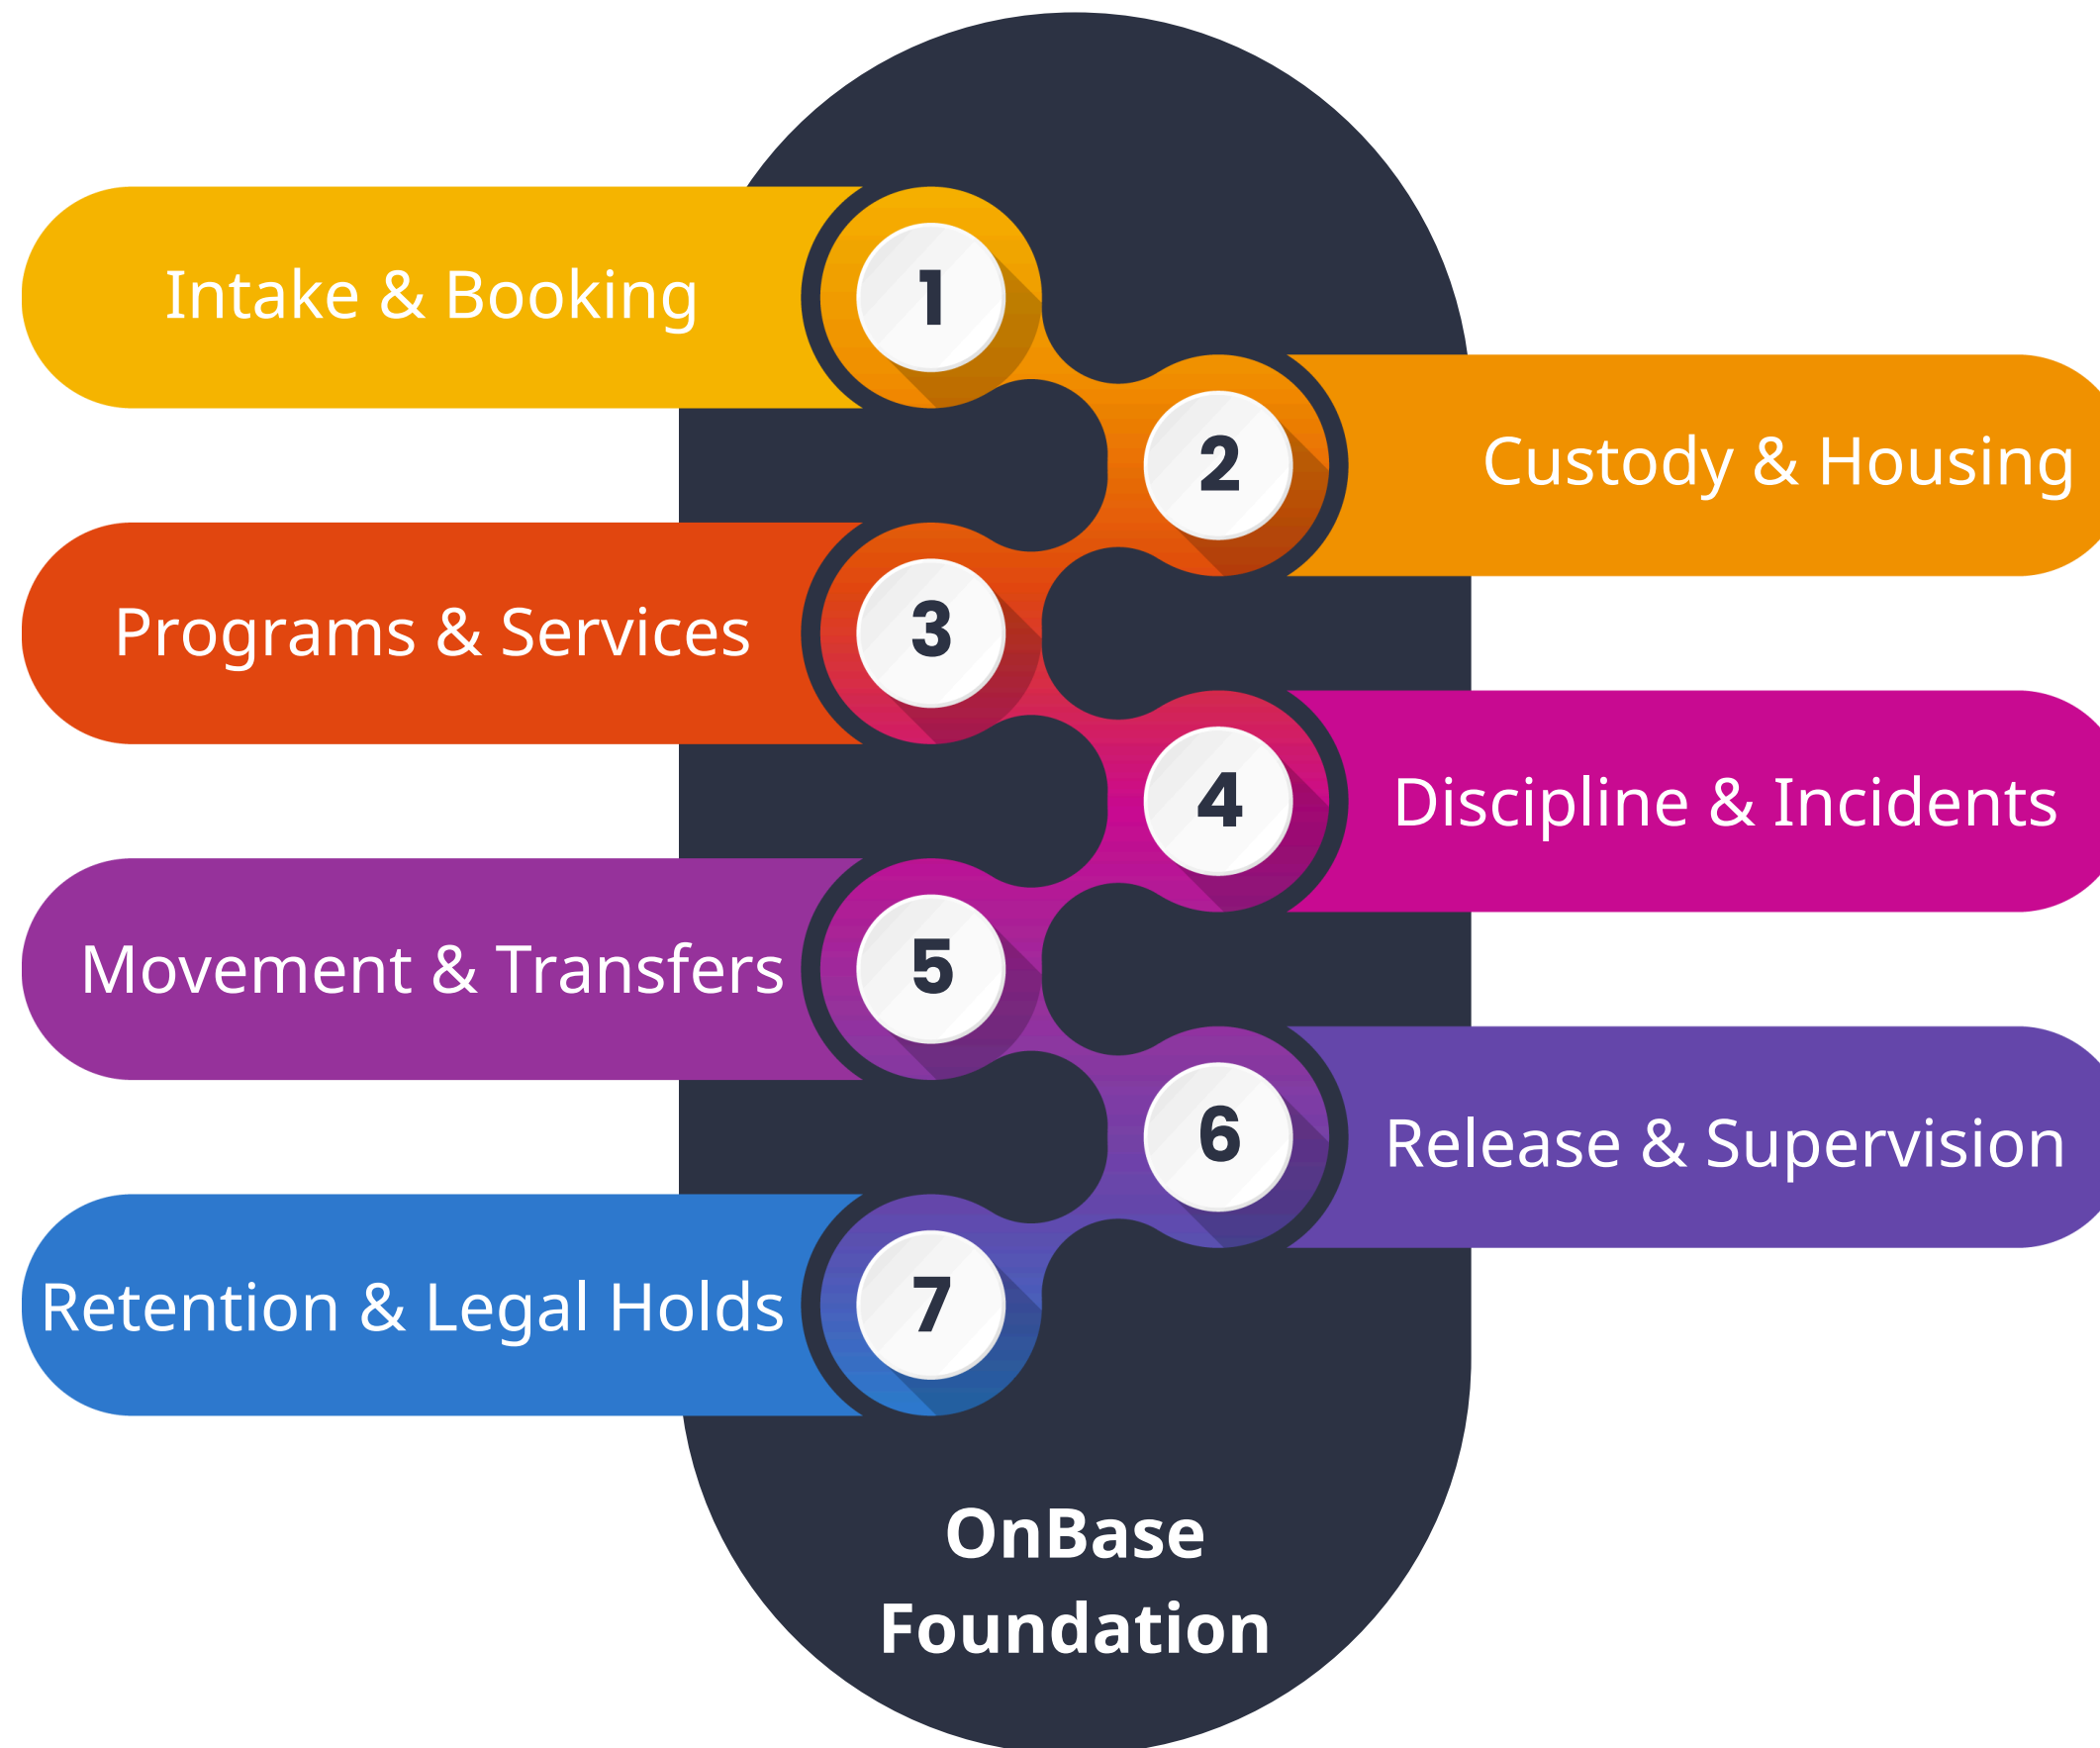 1
Intake & Booking
2
Custody & Housing
3
Programs & Services
4
Discipline & Incidents
5
Movement & Transfers
6
Release & Supervision
7
Retention & Legal Holds
OnBase
Foundation